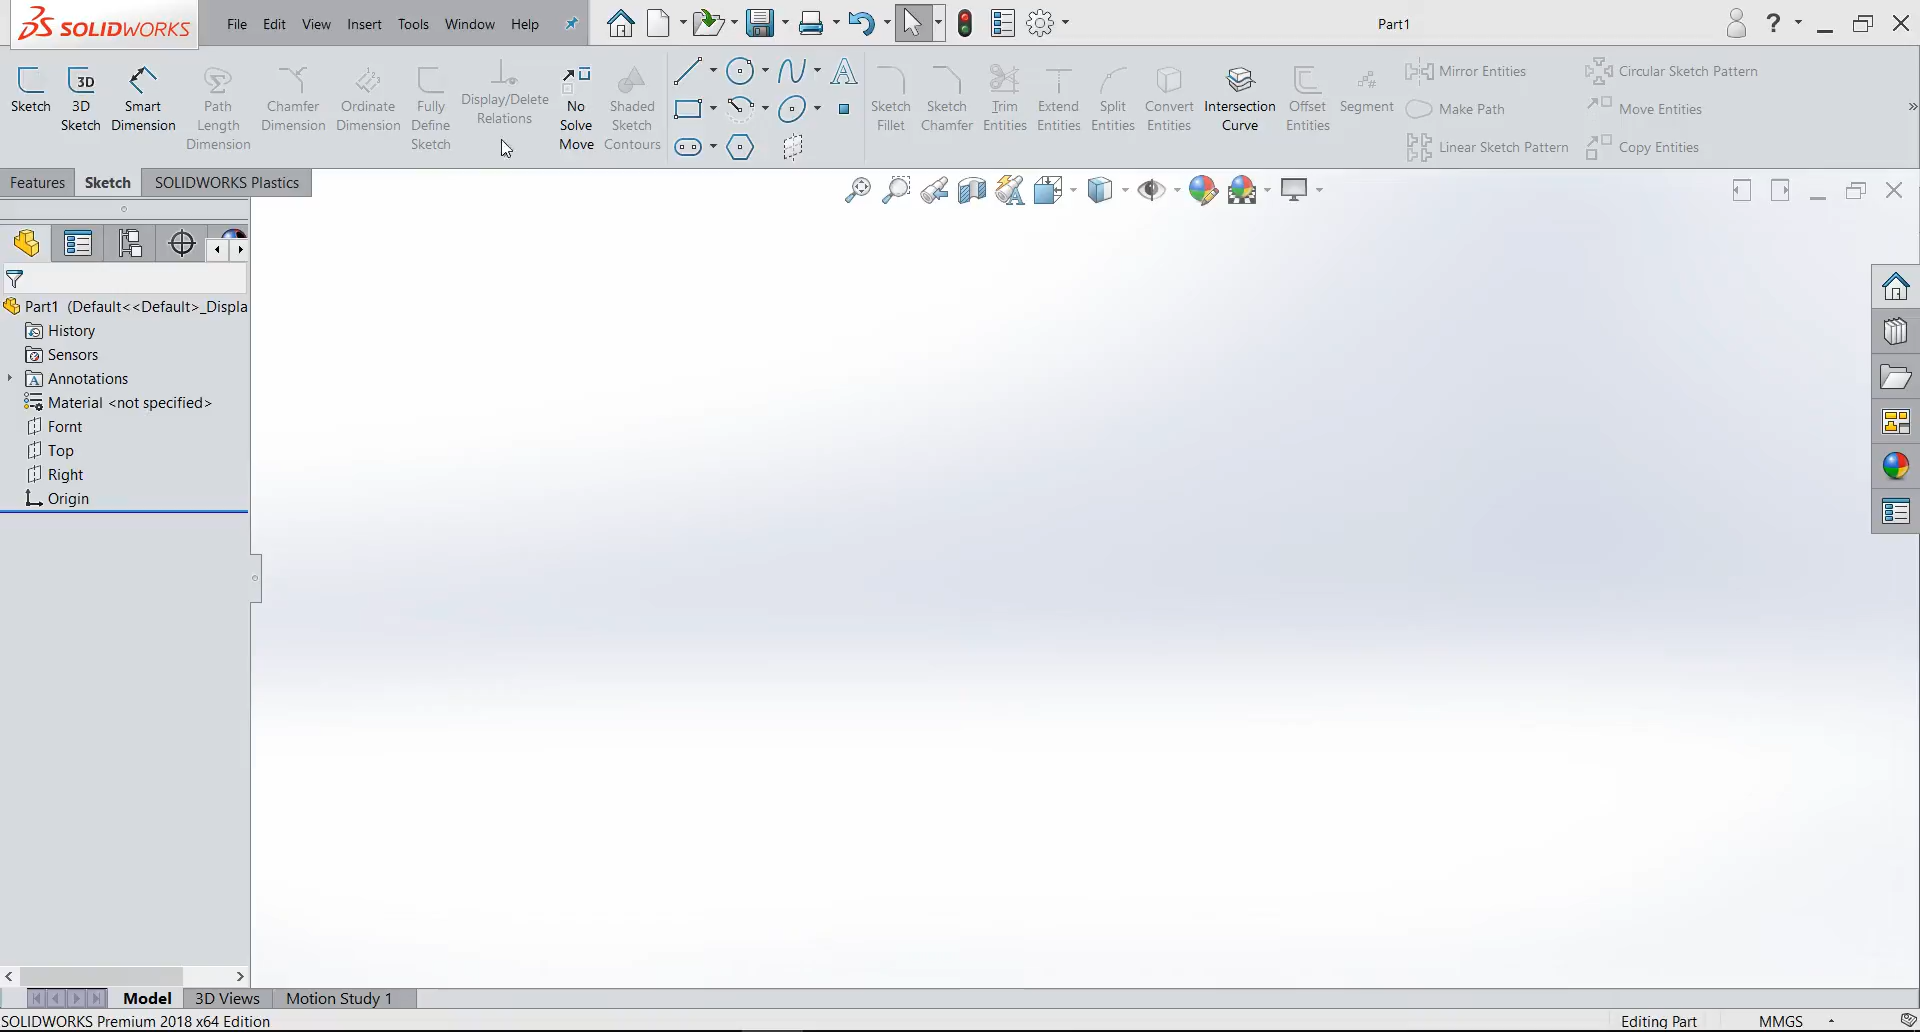 SOLIDWORKS
File Edit View Insert Tools Window Help
Part1
?
Sketch
3D Sketch
Smart Dimension
Path Length Dimension
Chamfer Dimension
Ordinate Dimension
Fully Define Sketch
Display/Delete Relations
No Solve Move
Shaded Sketch Contours
Sketch Fillet
Sketch Chamfer
Trim Entities
Extend Entities
Split Entities
Convert Entities
Intersection Curve
Offset Entities
Segment
Mirror Entities
Make Path
Linear Sketch Pattern
Circular Sketch Pattern
Move Entities
Copy Entities
Features Sketch SOLIDWORKS Plastics
Part1 (Default<<Default>_Displa
History
Sensors
Annotations
Material <not specified>
Fornt
Top
Right
Origin
Model 3D Views Motion Study 1
SOLIDWORKS Premium 2018 x64 Edition
Editing Part
MMGS